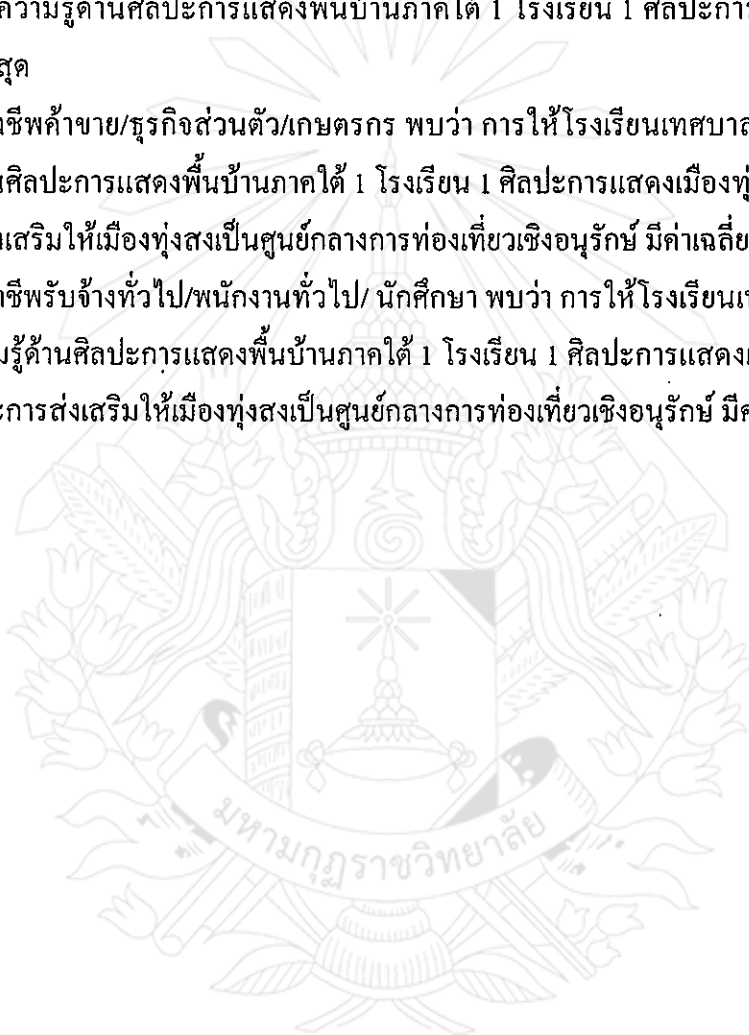 ความรู้ด้านศิลปะการแสดงพื้นบ้านภาคใต้ 1 โรงเรียน 1 ศิลปะการ
สุด
ชีพค้าขาย/ธุรกิจส่วนตัว/เกษตรกร พบว่า การให้โรงเรียนเทศบาล
ศิลปะการแสดงพื้นบ้านภาคใต้ 1 โรงเรียน 1 ศิลปะการแสดงเมืองทุ่
เสริมให้เมืองทุ่งสงเป็นศูนย์กลางการท่องเที่ยวเชิงอนุรักษ์ มีค่าเฉลี่ย
ชีพรับจ้างทั่วไป/พนักงานทั่วไป/ นักศึกษา พบว่า การให้โรงเรียนเท
มรู้ด้านศิลปะการแสดงพื้นบ้านภาคใต้ 1 โรงเรียน 1 ศิลปะการแสดง
ะการส่งเสริมให้เมืองทุ่งสงเป็นศูนย์กลางการท่องเที่ยวเชิงอนุรักษ์ มี
มหามกุฏราชวิทยาลัย